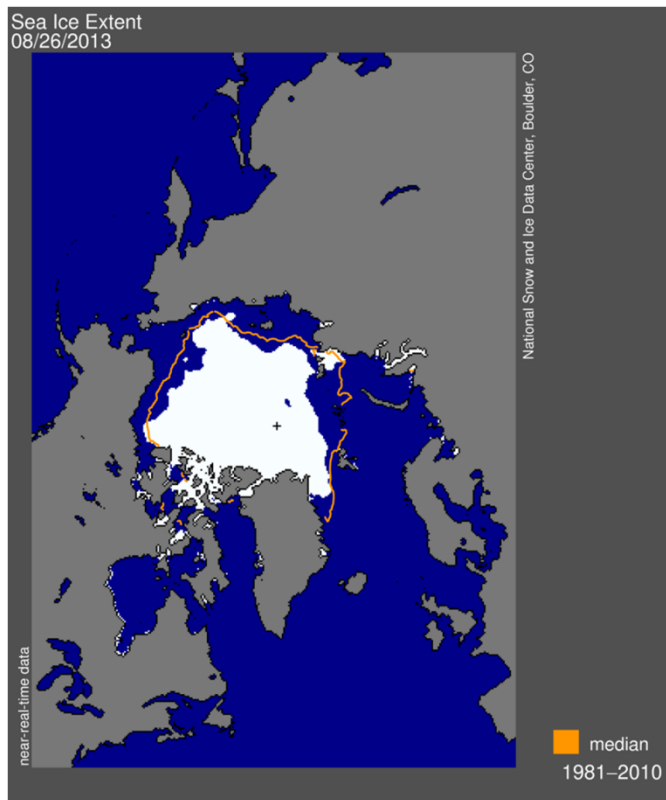 Sea Ice Extent
08/26/2013
National Snow and Ice Data Center, Boulder, CO
near-real-time data
median
1981–2010